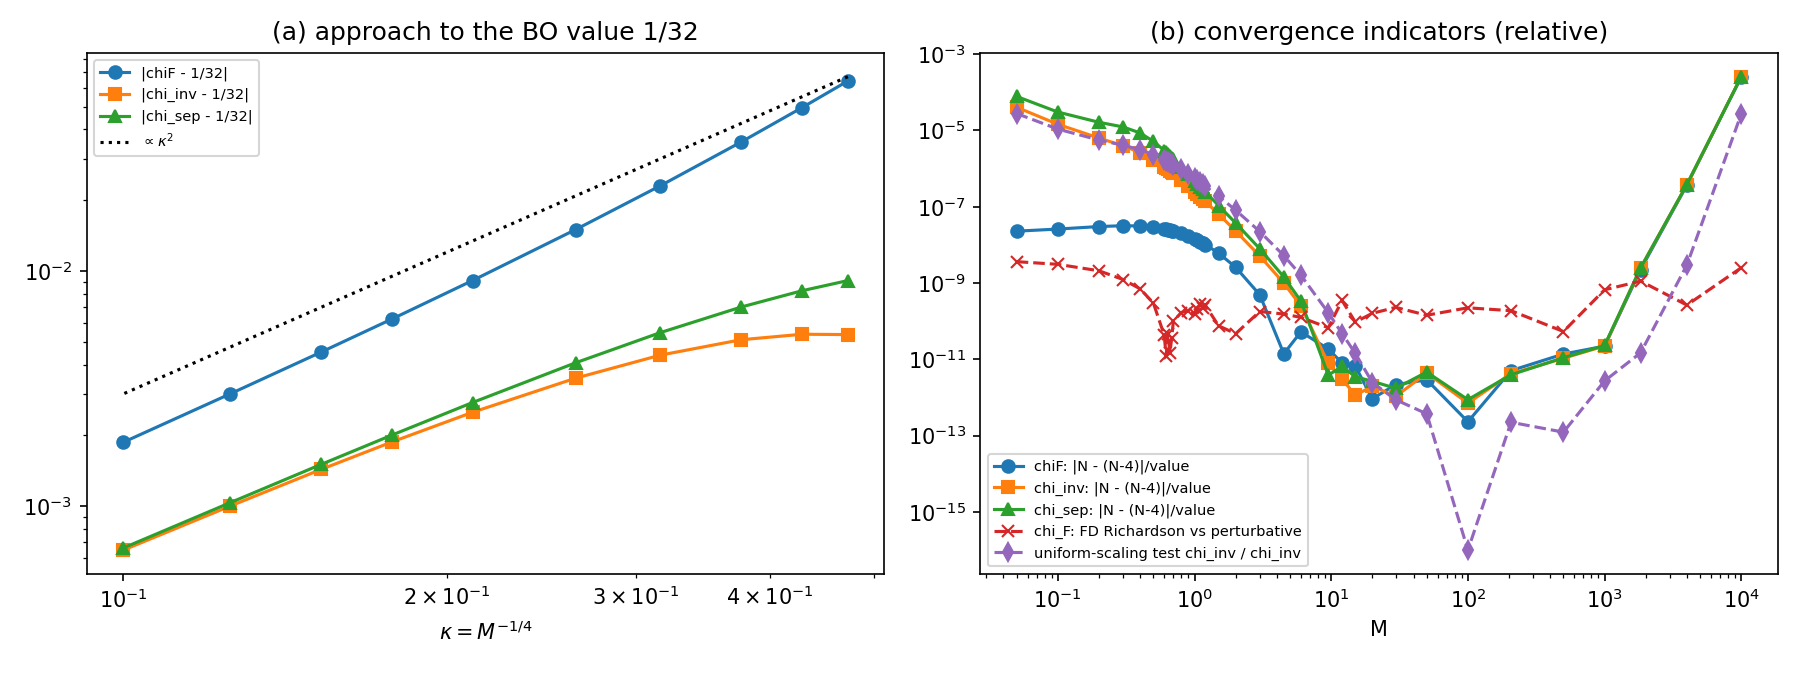 (a) approach to the BO value 1/32
|chiF - 1/32|
|chi_inv - 1/32|
|chi_sep - 1/32|
∝ κ²
10⁻²
10⁻³
10⁻¹
2 × 10⁻¹
3 × 10⁻¹
4 × 10⁻¹
κ = M⁻¹ᐟ⁴
(b) convergence indicators (relative)
10⁻³
10⁻⁵
10⁻⁷
10⁻⁹
10⁻¹¹
10⁻¹³
10⁻¹⁵
chiF: |N - (N-4)|/value
chi_inv: |N - (N-4)|/value
chi_sep: |N - (N-4)|/value
chi_F: FD Richardson vs perturbative
uniform-scaling test chi_inv / chi_inv
10⁻¹
10⁰
10¹
10²
10³
10⁴
M